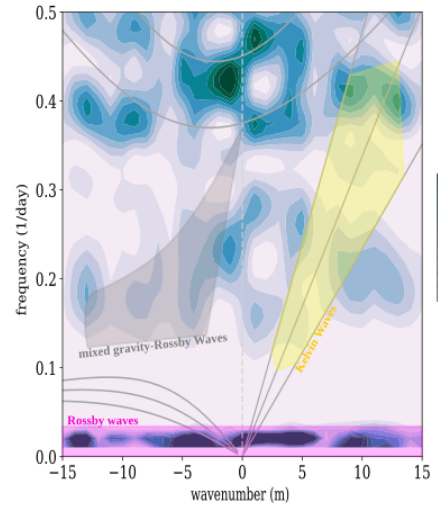 0.5
0.4
0.3
0.2
0.1
0.0
frequency (1/day)
mixed gravity-Rossby Waves
Kelvin Waves
Rossby waves
−15 −10 −5 0 5 10 15
wavenumber (m)